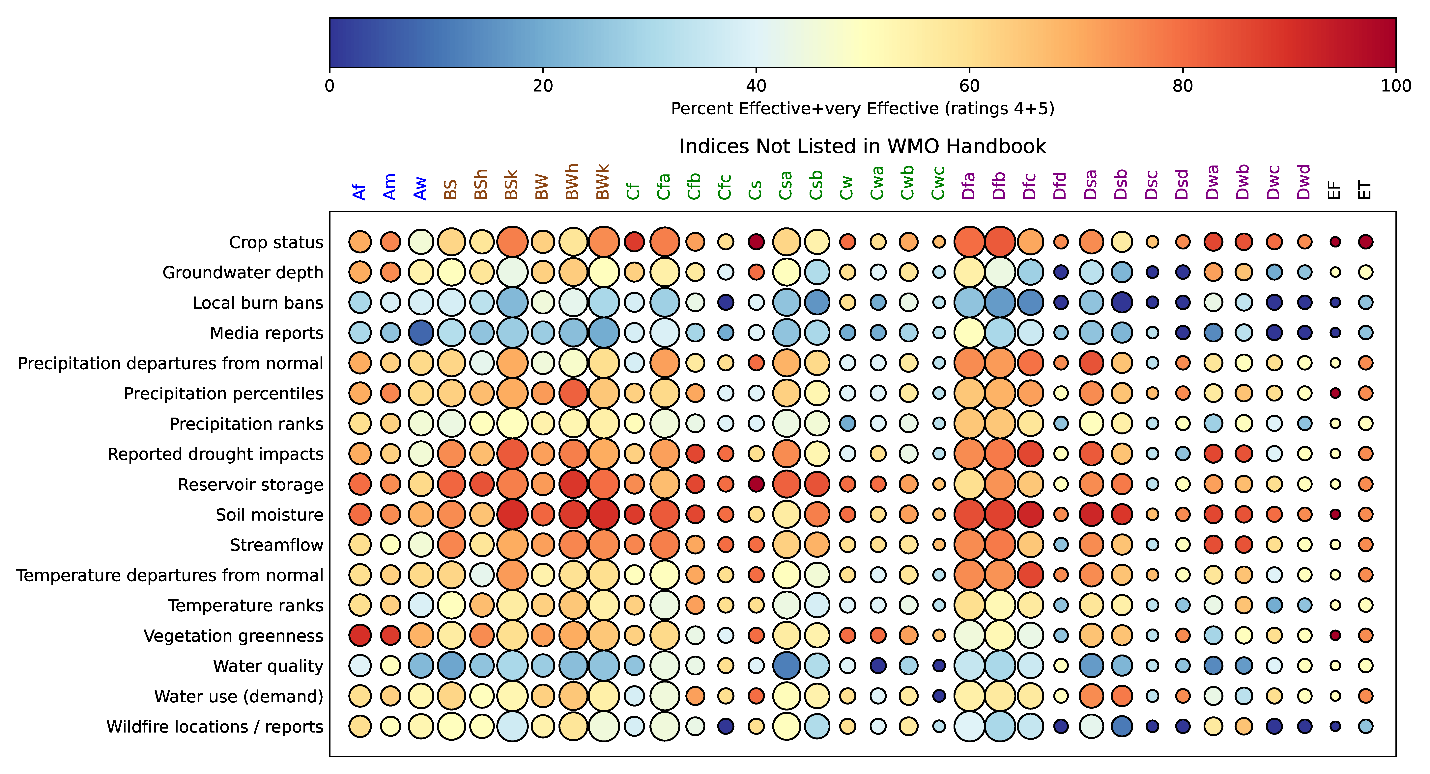 0 20 40 60 80 100
Percent Effective+very Effective (ratings 4+5)
Indices Not Listed in WMO Handbook
Af Am Aw BS BSh BSk BW BWh BWk Cf Cfa Cfb Cfc Cs Csa Csb Cw Cwa Cwb Cwc Dfa Dfb Dfc Dfd Dsa Dsb Dsc Dsd Dwa Dwb Dwc Dwd EF ET
Crop status
Groundwater depth
Local burn bans
Media reports
Precipitation departures from normal
Precipitation percentiles
Precipitation ranks
Reported drought impacts
Reservoir storage
Soil moisture
Streamflow
Temperature departures from normal
Temperature ranks
Vegetation greenness
Water quality
Water use (demand)
Wildfire locations / reports